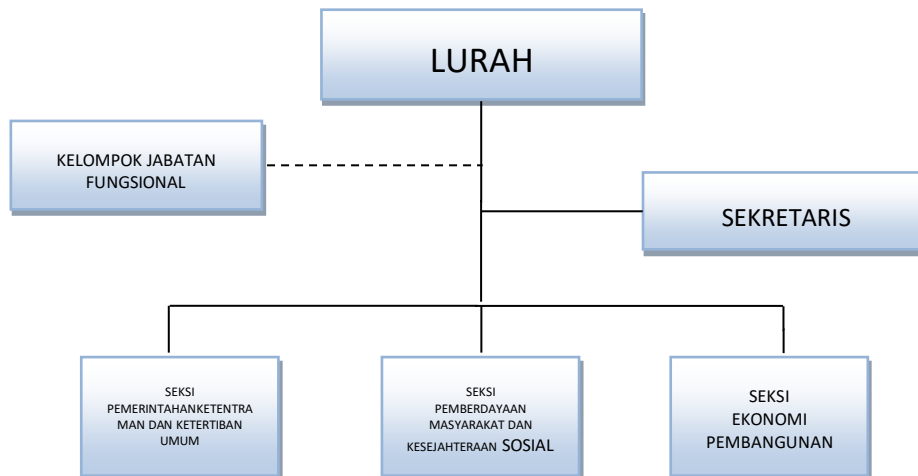 LURAH
KELOMPOK JABATAN
FUNGSIONAL
SEKRETARIS
SEKSI
PEMERINTAHANKETENTRA
MAN DAN KETERTIBAN
UMUM
SEKSI
PEMBERDAYAAN
MASYARAKAT DAN
KESEJAHTERAAN SOSIAL
SEKSI
EKONOMI
PEMBANGUNAN